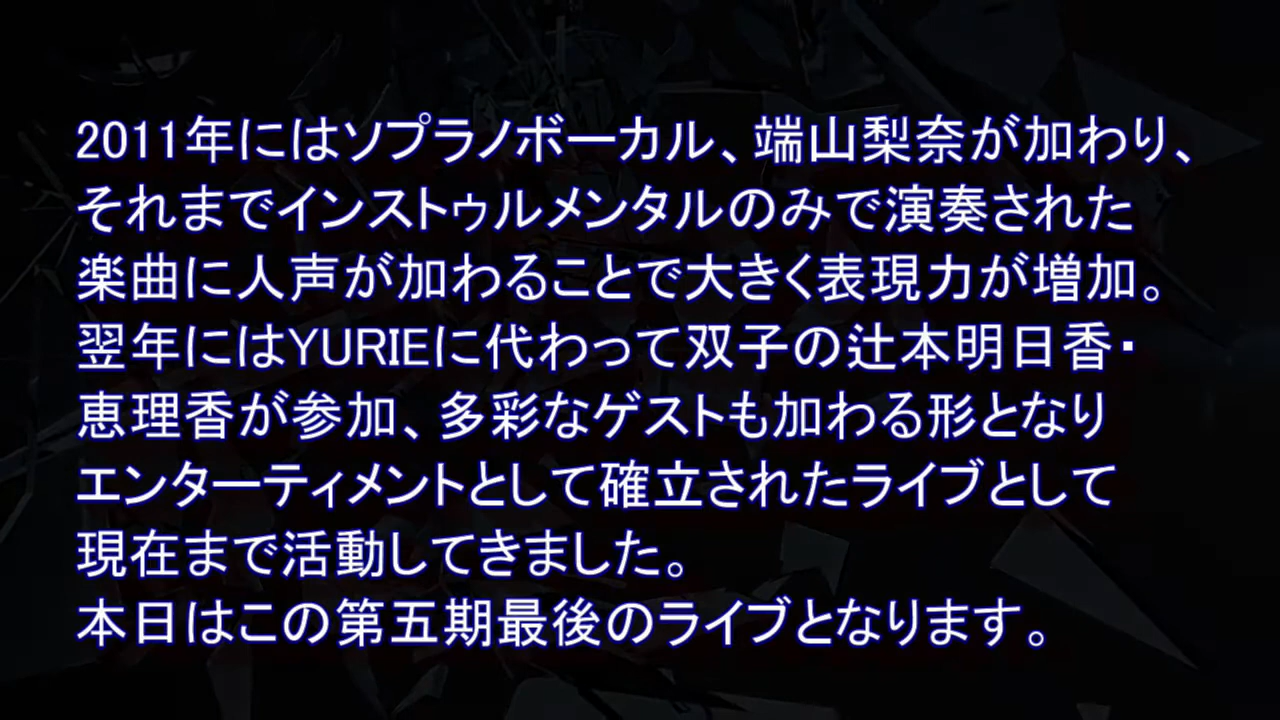 2011年にはソプラノボーカル、端山梨奈が加わり、
それまでインストゥルメンタルのみで演奏された
楽曲に人声が加わることで大きく表現力が増加。
翌年にはYURIEに代わって双子の辻本明日香・
恵理香が参加、多彩なゲストも加わる形となり
エンターティメントとして確立されたライブとして
現在まで活動してきました。
本日はこの第五期最後のライブとなります。